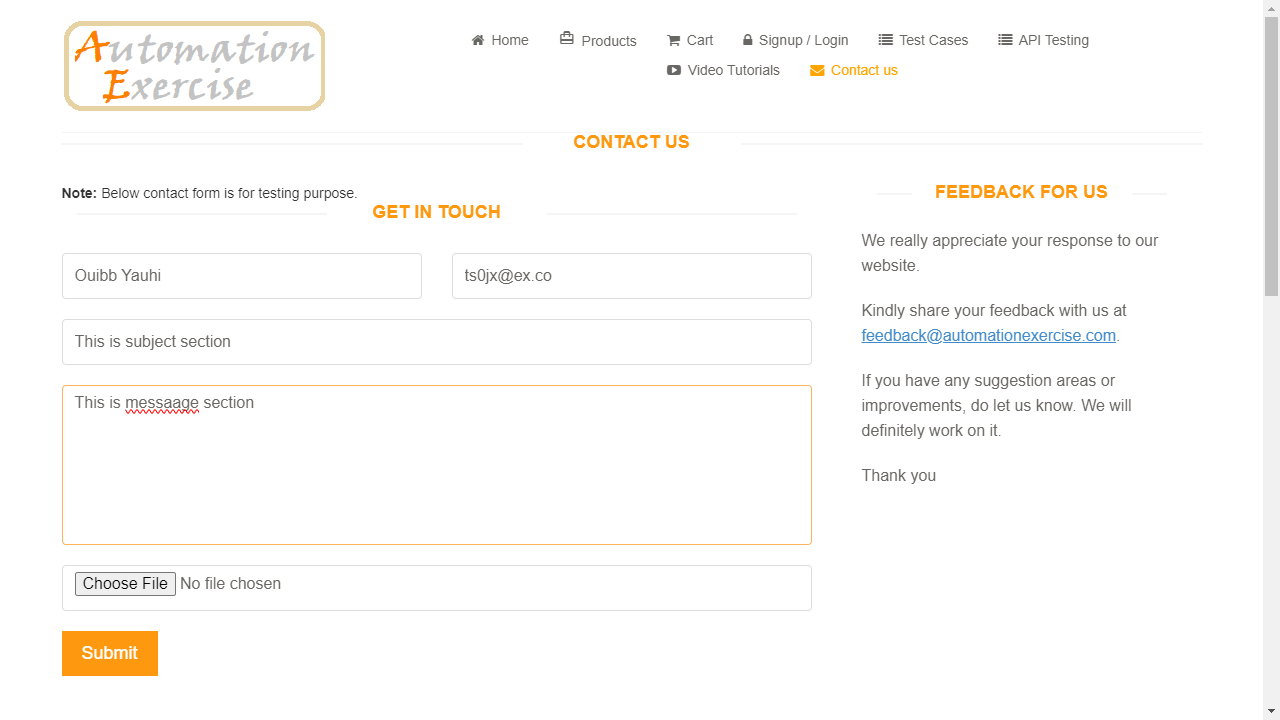 Automation
Exercise
Home
Products
Cart
Signup / Login
Test Cases
API Testing
Video Tutorials
Contact us
CONTACT US
Note: Below contact form is for testing purpose.
GET IN TOUCH
Ouibb Yauhi
ts0jx@ex.co
This is subject section
This is messaage section
Choose File No file chosen
Submit
FEEDBACK FOR US
We really appreciate your response to our
website.
Kindly share your feedback with us at
feedback@automationexercise.com.
If you have any suggestion areas or
improvements, do let us know. We will
definitely work on it.
Thank you